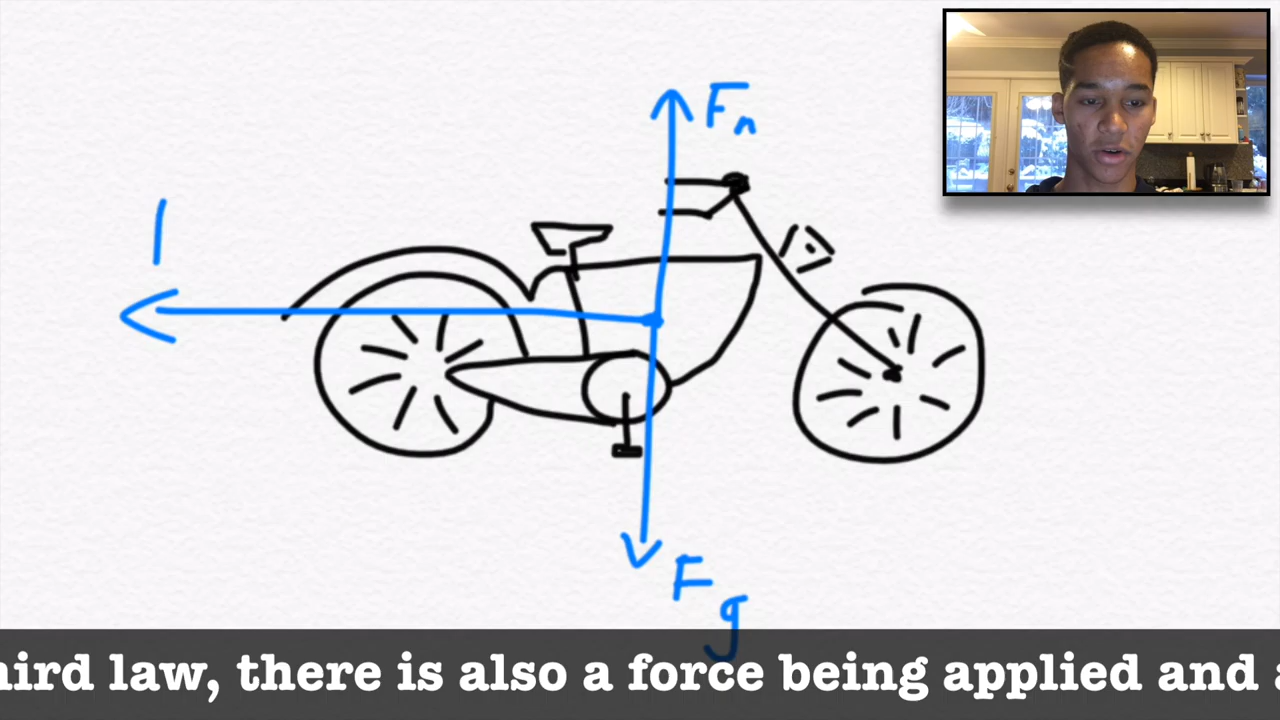 Fn
Fg
hird law, there is also a force being applied and